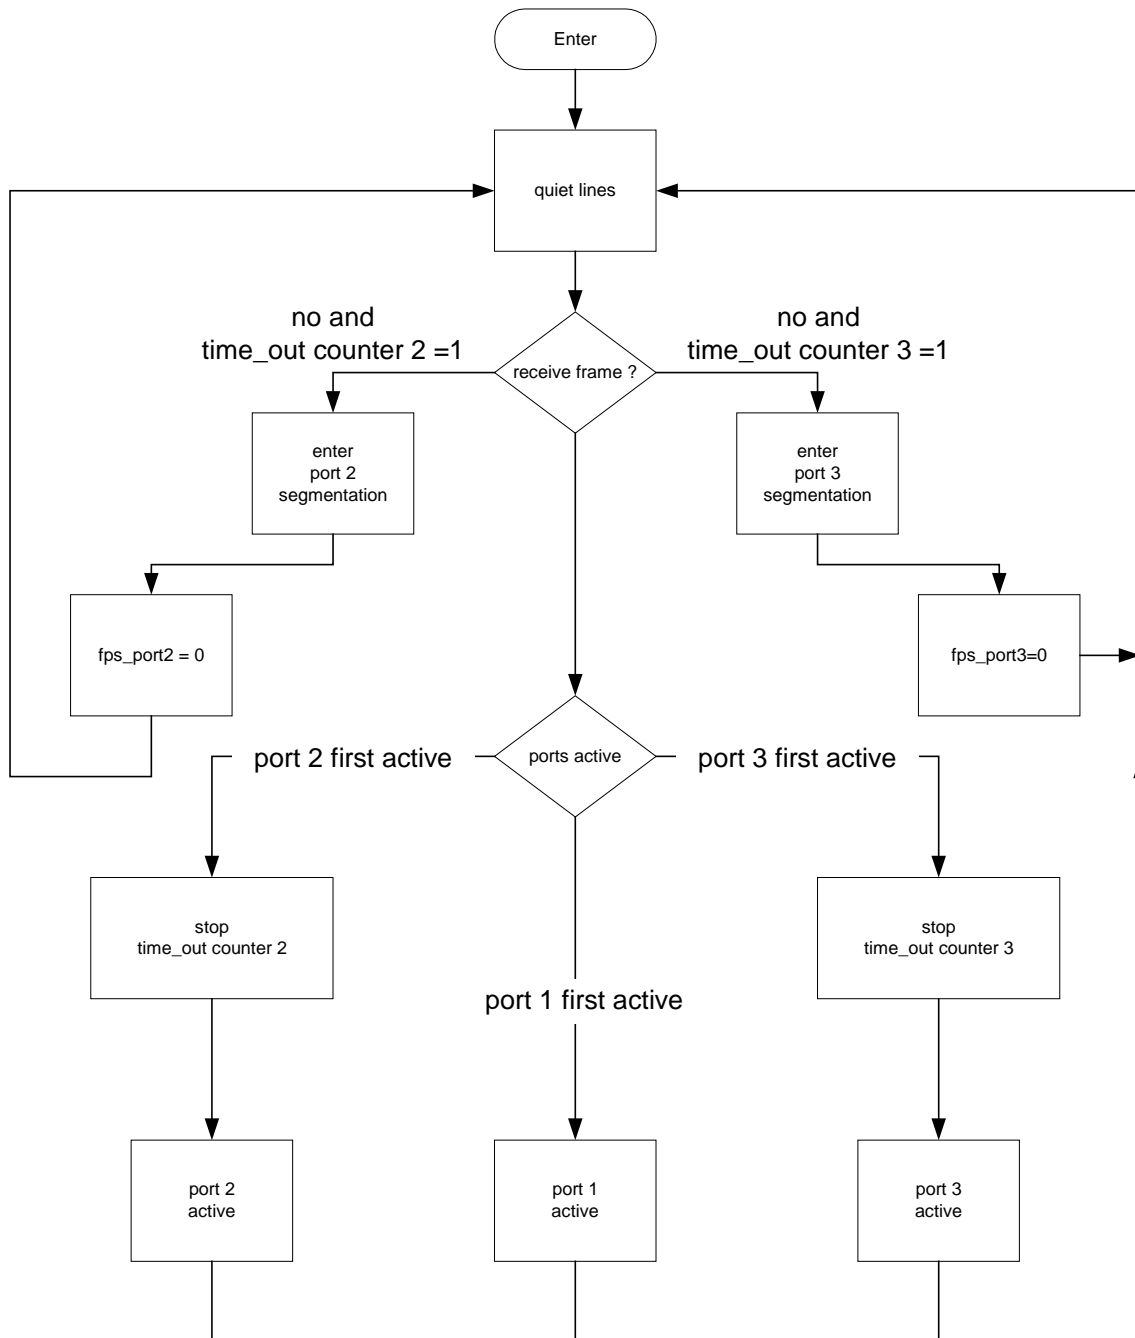 Enter
quiet lines
no and
time_out counter 2 =1
no and
time_out counter 3 =1
receive frame ?
enter
port 2
segmentation
enter
port 3
segmentation
fps_port2 = 0
fps_port3=0
port 2 first active
ports active
port 3 first active
stop
time_out counter 2
stop
time_out counter 3
port 1 first active
port 2
active
port 1
active
port 3
active